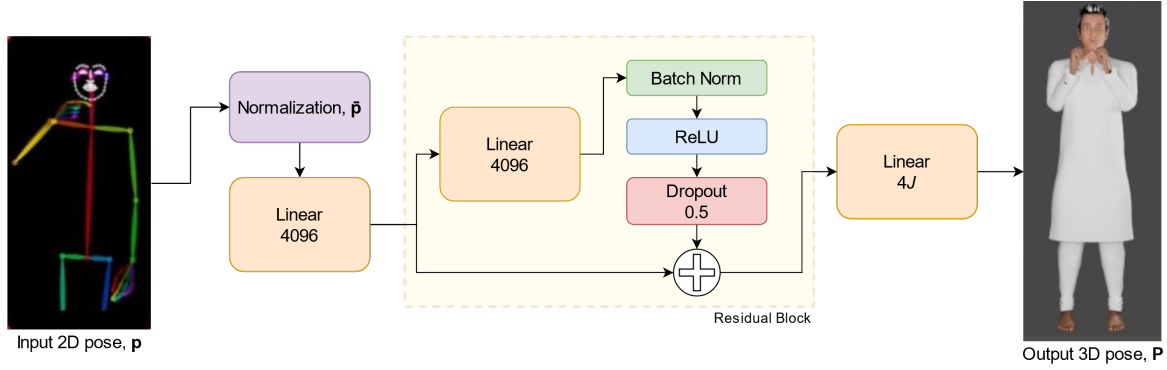 Input 2D pose, p
Normalization, p̄
Linear
4096
Linear
4096
Batch Norm
ReLU
Dropout
0.5
Residual Block
Linear
4J
Output 3D pose, P